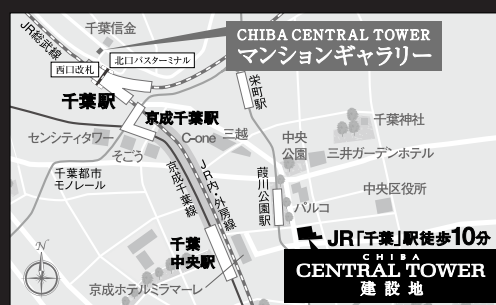 CHIBA CENTRAL TOWER
マンションギャラリー
千葉信金
JR総武線
北口バスターミナル
西口改札
千葉駅
京成千葉駅
栄町駅
千葉神社
センシティタワー
そごう
C-one
三越
中央
公園
三井ガーデンホテル
千葉都市
モノレール
京成千葉線
JR内・外房線
葭川公園駅
中央区役所
パルコ
千葉
中央駅
JR「千葉」駅徒歩10分
CHIBA
CENTRAL TOWER
建設地
N
京成ホテルミラマーレ